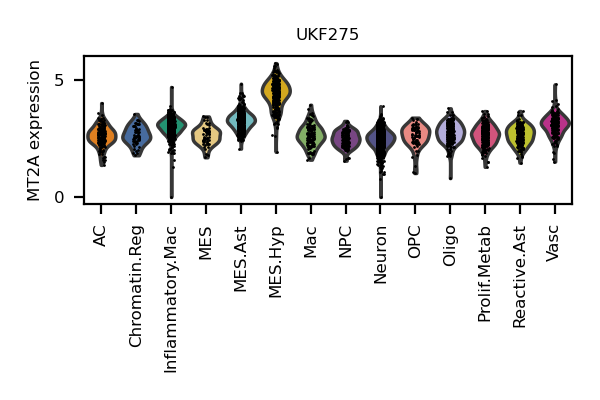 UKF275
MT2A expression
5
0
AC
Chromatin.Reg
Inflammatory.Mac
MES
MES.Ast
MES.Hyp
Mac
NPC
Neuron
OPC
Oligo
Prolif.Metab
Reactive.Ast
Vasc